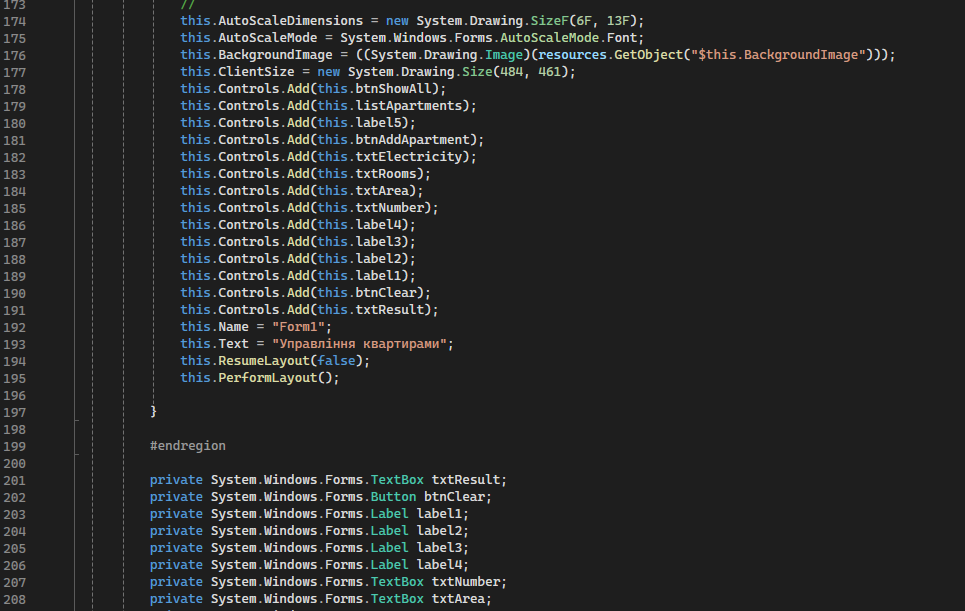 173 //
174 this.AutoScaleDimensions = new System.Drawing.SizeF(6F, 13F);
175 this.AutoScaleMode = System.Windows.Forms.AutoScaleMode.Font;
176 this.BackgroundImage = ((System.Drawing.Image)(resources.GetObject("$this.BackgroundImage")));
177 this.ClientSize = new System.Drawing.Size(484, 461);
178 this.Controls.Add(this.btnShowAll);
179 this.Controls.Add(this.listApartments);
180 this.Controls.Add(this.label5);
181 this.Controls.Add(this.btnAddApartment);
182 this.Controls.Add(this.txtElectricity);
183 this.Controls.Add(this.txtRooms);
184 this.Controls.Add(this.txtArea);
185 this.Controls.Add(this.txtNumber);
186 this.Controls.Add(this.label4);
187 this.Controls.Add(this.label3);
188 this.Controls.Add(this.label2);
189 this.Controls.Add(this.label1);
190 this.Controls.Add(this.btnClear);
191 this.Controls.Add(this.txtResult);
192 this.Name = "Form1";
193 this.Text = "Управління квартирами";
194 this.ResumeLayout(false);
195 this.PerformLayout();
196
197 }
198
199 #endregion
200
201 private System.Windows.Forms.TextBox txtResult;
202 private System.Windows.Forms.Button btnClear;
203 private System.Windows.Forms.Label label1;
204 private System.Windows.Forms.Label label2;
205 private System.Windows.Forms.Label label3;
206 private System.Windows.Forms.Label label4;
207 private System.Windows.Forms.TextBox txtNumber;
208 private System.Windows.Forms.TextBox txtArea;